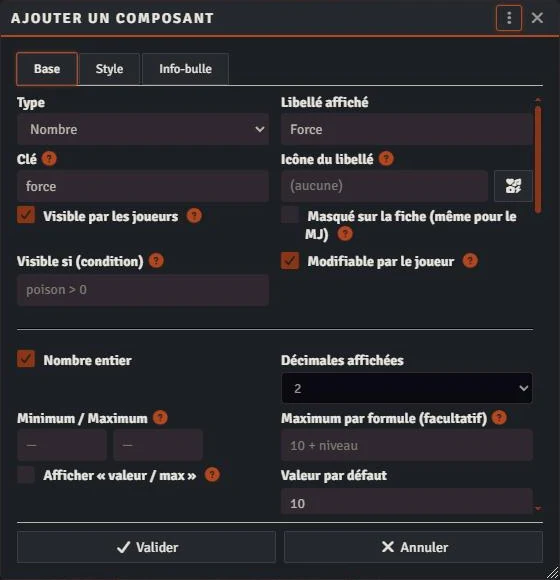 AJOUTER UN COMPOSANT
Base
Style
Info-bulle
Type
Libellé affiché
Nombre
Force
Clé ?
Icône du libellé ?
force
(aucune)
Visible par les joueurs ?
Masqué sur la fiche (même pour le
MJ) ?
Visible si (condition) ?
Modifiable par le joueur ?
poison > 0
Nombre entier
Décimales affichées
2
Minimum / Maximum ?
Maximum par formule (facultatif) ?
—
—
10 + niveau
Afficher « valeur / max » ?
Valeur par défaut
10
Valider
Annuler